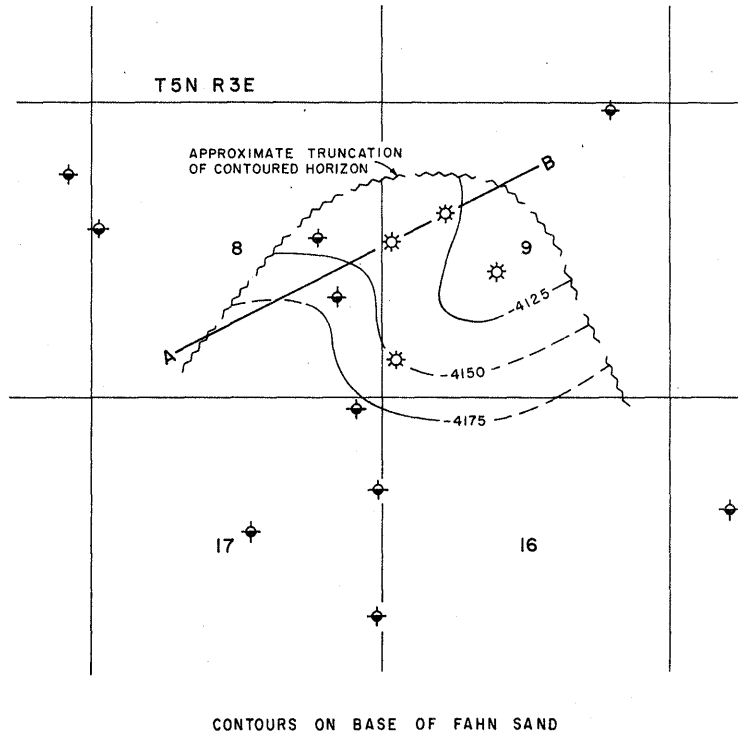 T5N R3E
APPROXIMATE TRUNCATION
OF CONTOURED HORIZON
B
8
9
-4125
A
-4150
-4175
17
16
CONTOURS ON BASE OF FAHN SAND